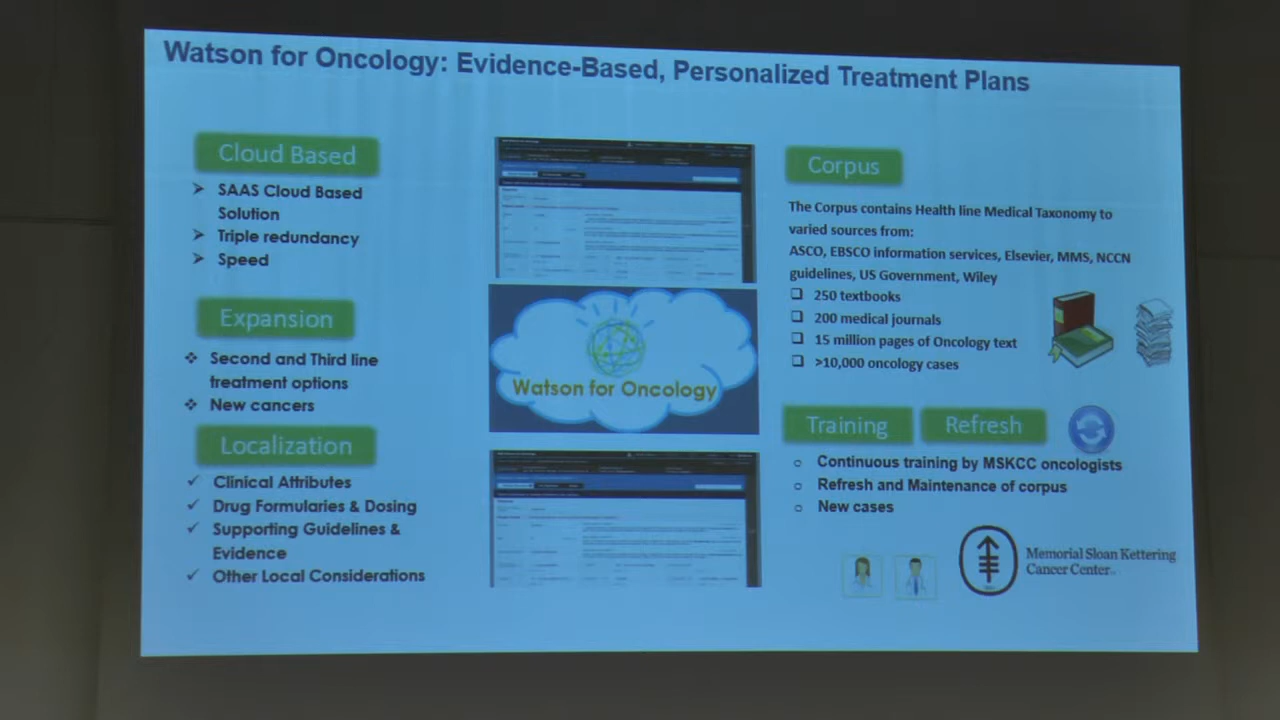 Watson for Oncology: Evidence-Based, Personalized Treatment Plans
Cloud Based
SAAS Cloud Based
Solution
Triple redundancy
Speed
Expansion
Second and Third line
treatment options
New cancers
Localization
Clinical Attributes
Drug Formularies & Dosing
Supporting Guidelines &
Evidence
Other Local Considerations
Watson for Oncology
Corpus
The Corpus contains Health line Medical Taxonomy to
varied sources from:
ASCO, EBSCO information services, Elsevier, MMS, NCCN
guidelines, US Government, Wiley
250 textbooks
200 medical journals
15 million pages of Oncology text
>10,000 oncology cases
Training
Refresh
Continuous training by MSKCC oncologists
Refresh and Maintenance of corpus
New cases
Memorial Sloan Kettering
Cancer Center